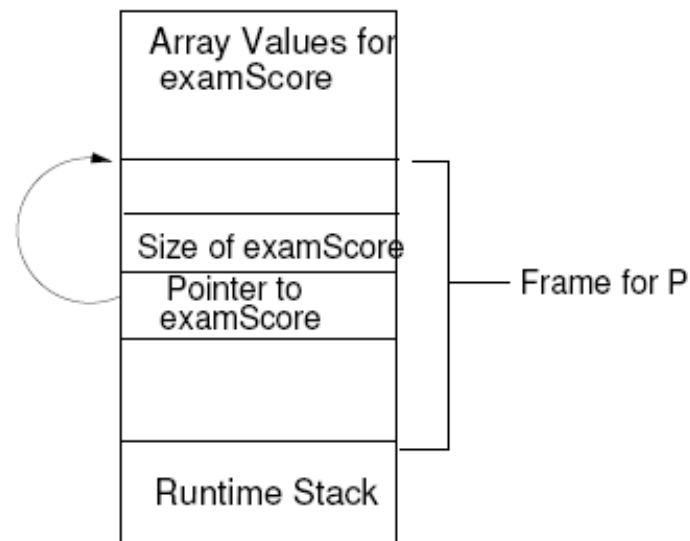 Array Values for
examScore
Size of examScore
Pointer to
examScore
Frame for P
Runtime Stack